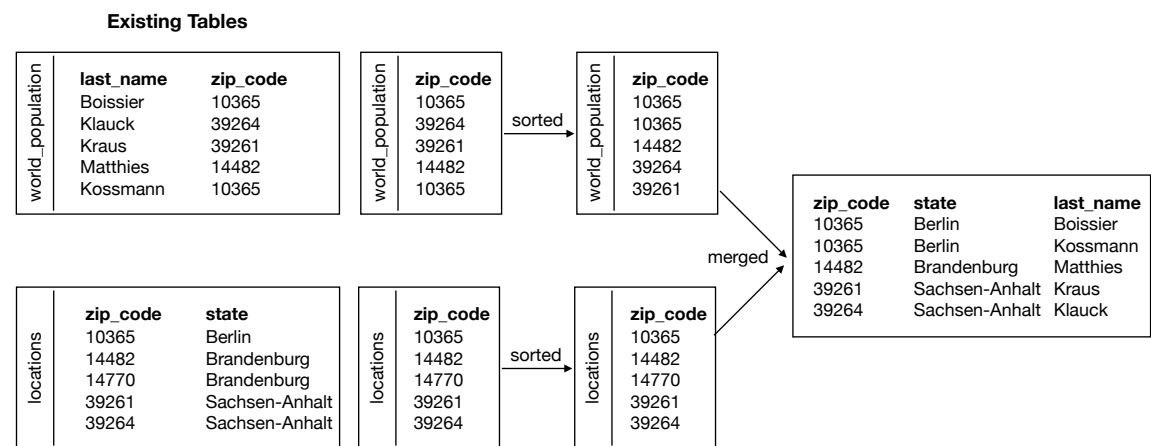 Existing Tables
world_population
last_name zip_code
Boissier 10365
Klauck 39264
Kraus 39261
Matthies 14482
Kossmann 10365
world_population
zip_code
10365
39264
39261
14482
10365
sorted
world_population
zip_code
10365
10365
14482
39264
39261
locations
zip_code state
10365 Berlin
14482 Brandenburg
14770 Brandenburg
39261 Sachsen-Anhalt
39264 Sachsen-Anhalt
locations
zip_code
10365
14482
14770
39261
39264
sorted
locations
zip_code
10365
14482
14770
39261
39264
merged
zip_code state last_name
10365 Berlin Boissier
10365 Berlin Kossmann
14482 Brandenburg Matthies
39261 Sachsen-Anhalt Kraus
39264 Sachsen-Anhalt Klauck